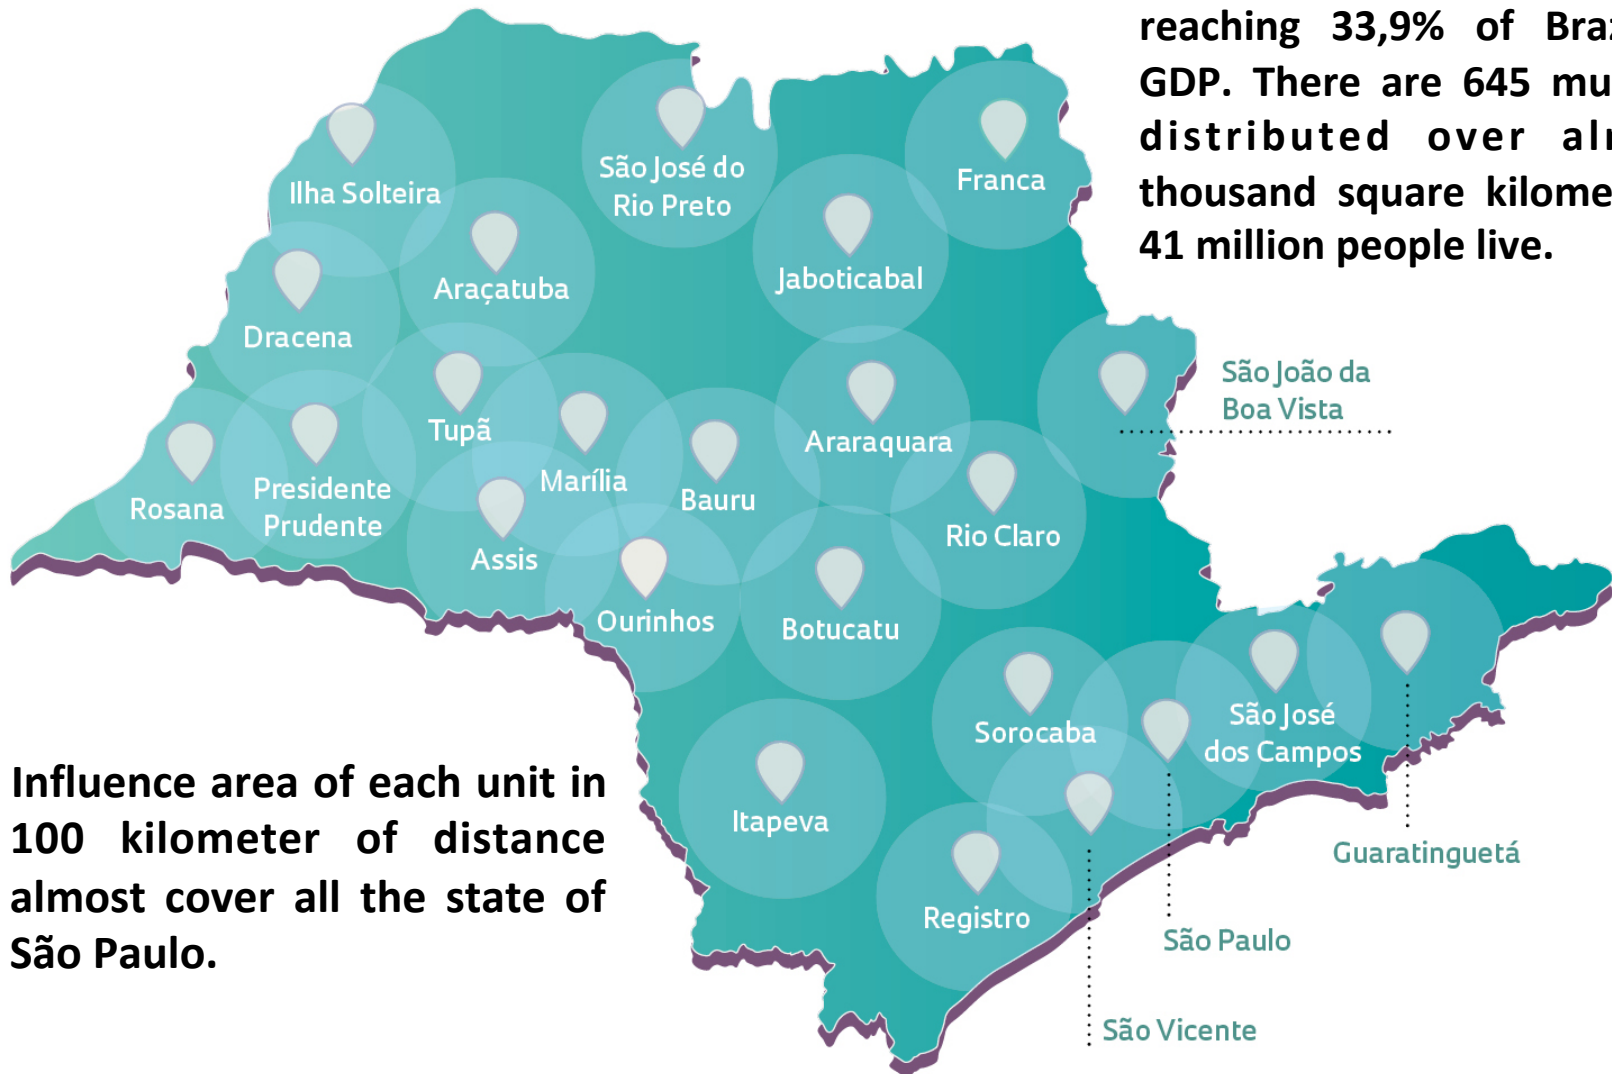 reaching 33,9% of
GDP. There are 645
distributed over
thousand square
41 million people live.
Ilha Solteira
São José do
Rio Preto
Franca
Araçatuba
Jaboticabal
Dracena
São João da
Boa Vista
Tupã
Araraquara
Marília
Bauru
Rosana
Presidente
Prudente
Assis
Rio Claro
Ourinhos
Botucatu
Sorocaba
São José
dos Campos
Influence area of each unit in
100 kilometer of distance
almost cover all the state of
São Paulo.
Itapeva
Guaratinguetá
Registro
São Paulo
São Vicente